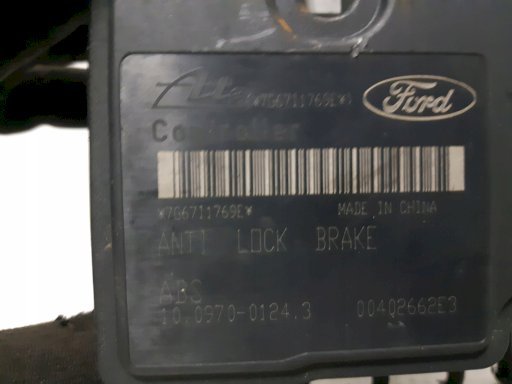 Ate
*7G6711769E*
Ford
Controller
*7G6711769E*
MADE IN CHINA
ANTI LOCK BRAKE
ABS
10.0970-0124.3
00402662E3